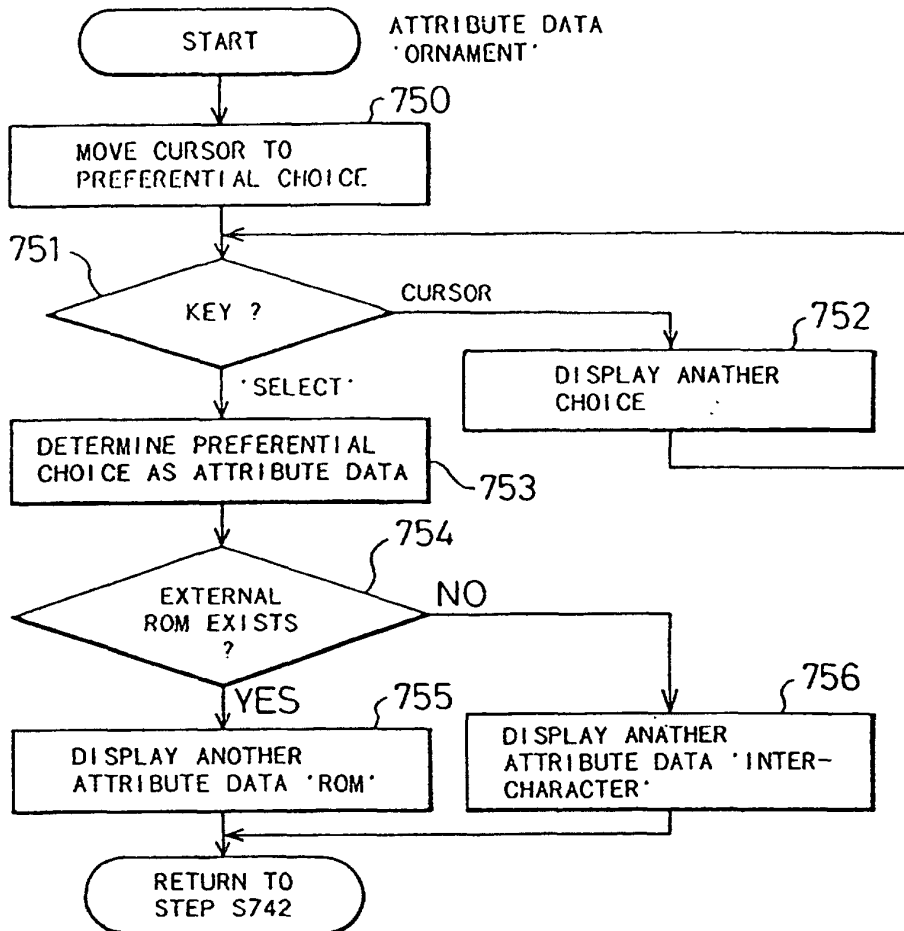 START
ATTRIBUTE DATA
'ORNAMENT'
750
MOVE CURSOR TO
PREFERENTIAL CHOICE
751
KEY ?
CURSOR
752
DISPLAY ANATHER
CHOICE
'SELECT'
DETERMINE PREFERENTIAL
CHOICE AS ATTRIBUTE DATA
753
754
EXTERNAL
ROM EXISTS
?
NO
YES
755
DISPLAY ANOTHER
ATTRIBUTE DATA 'ROM'
756
DISPLAY ANATHER
ATTRIBUTE DATA 'INTER-
CHARACTER'
RETURN TO
STEP S742